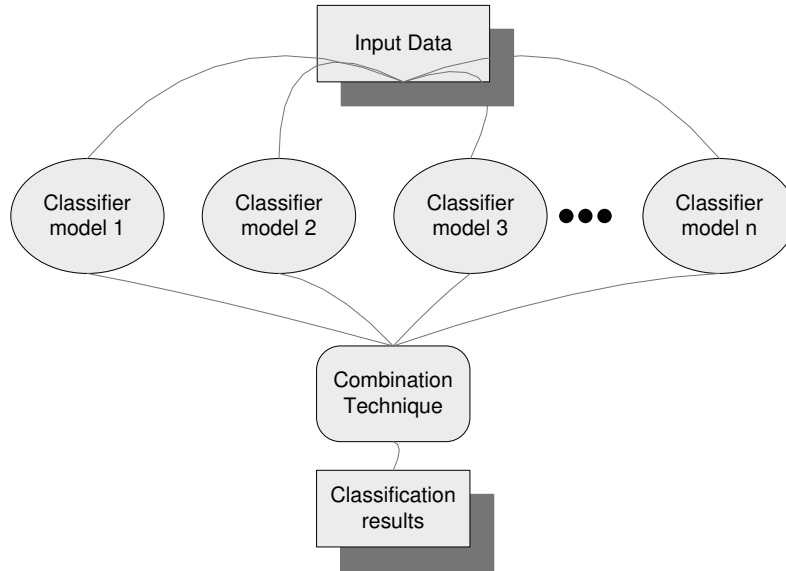 Input Data
Classifier
model 1
Classifier
model 2
Classifier
model 3
Classifier
model n
Combination
Technique
Classification
results